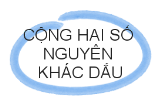 CỘNG HAI SỐ
NGUYÊN
KHÁC DẤU